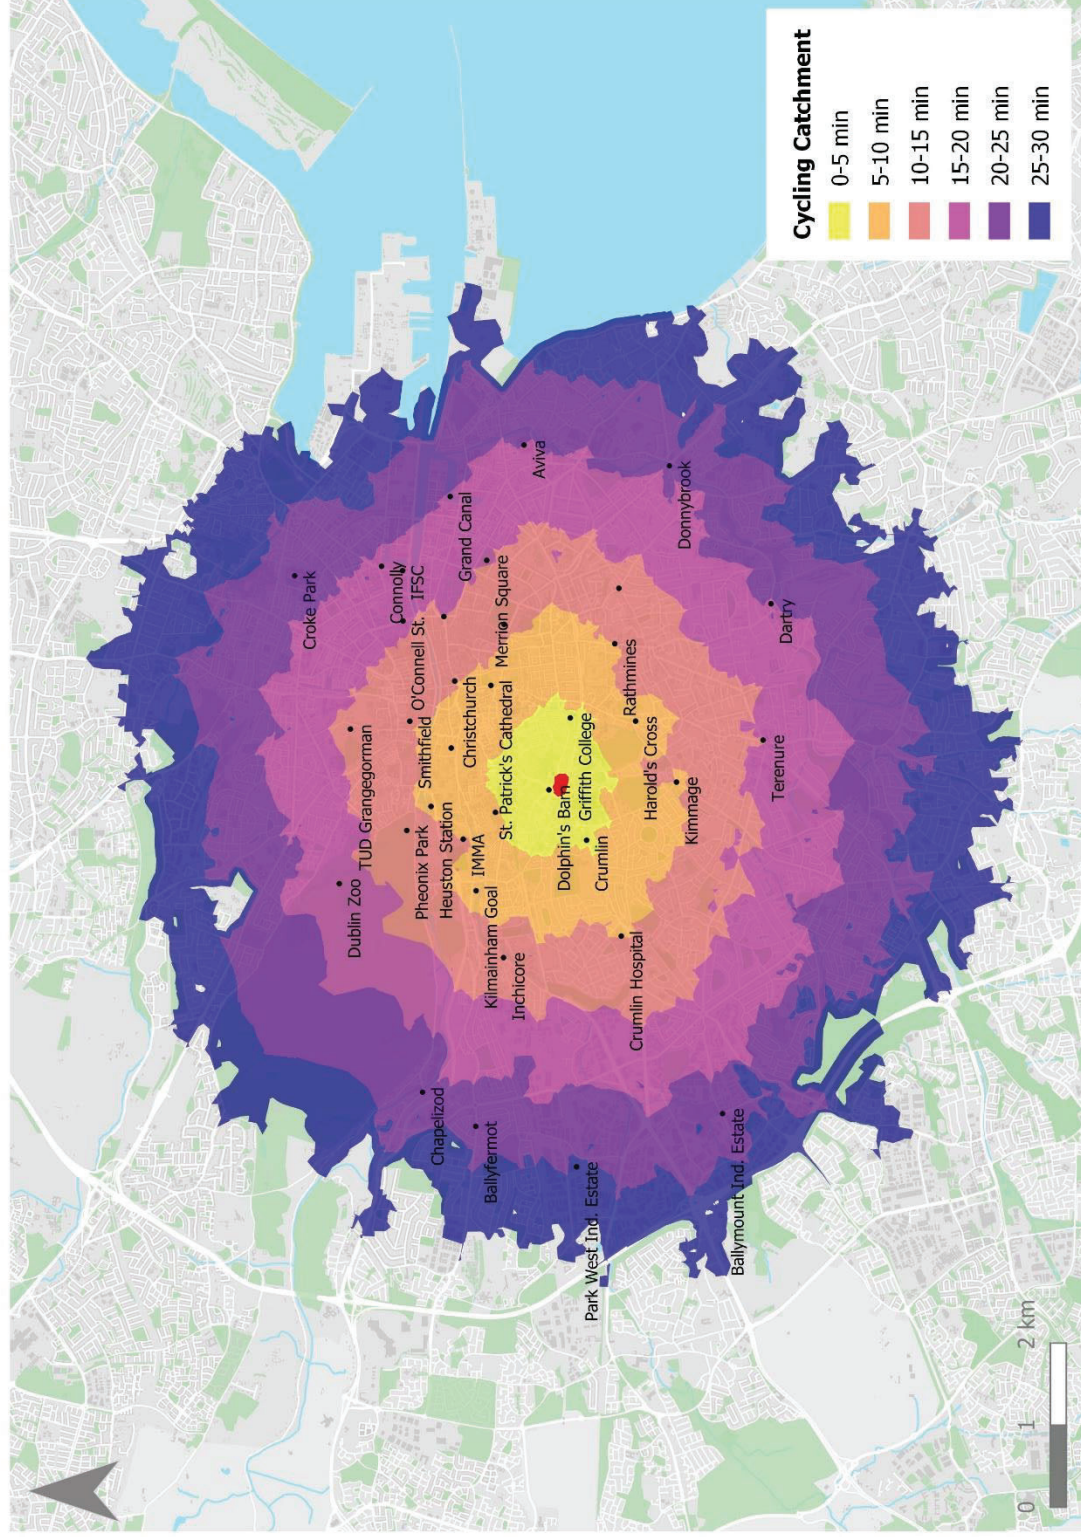 Cycling Catchment
0-5 min
5-10 min
10-15 min
15-20 min
20-25 min
25-30 min
Croke Park
Connolly
IFSC
O'Connell St.
Grand Canal
Aviva
Merrion Square
Donnybrook
TUD Grangegorman
Smithfield
Christchurch
St. Patrick's Cathedral
Griffith College
Rathmines
Harold's Cross
Dartry
Terenure
Dublin Zoo
Pheonix Park
Heuston Station
IMMA
Kilmainham Goal
Inchicore
Dolphin's Barn
Crumlin
Kimmage
Crumlin Hospital
Chapelizod
Ballyfermot
Park West Ind. Estate
Ballymount Ind. Estate
0 1 2 km